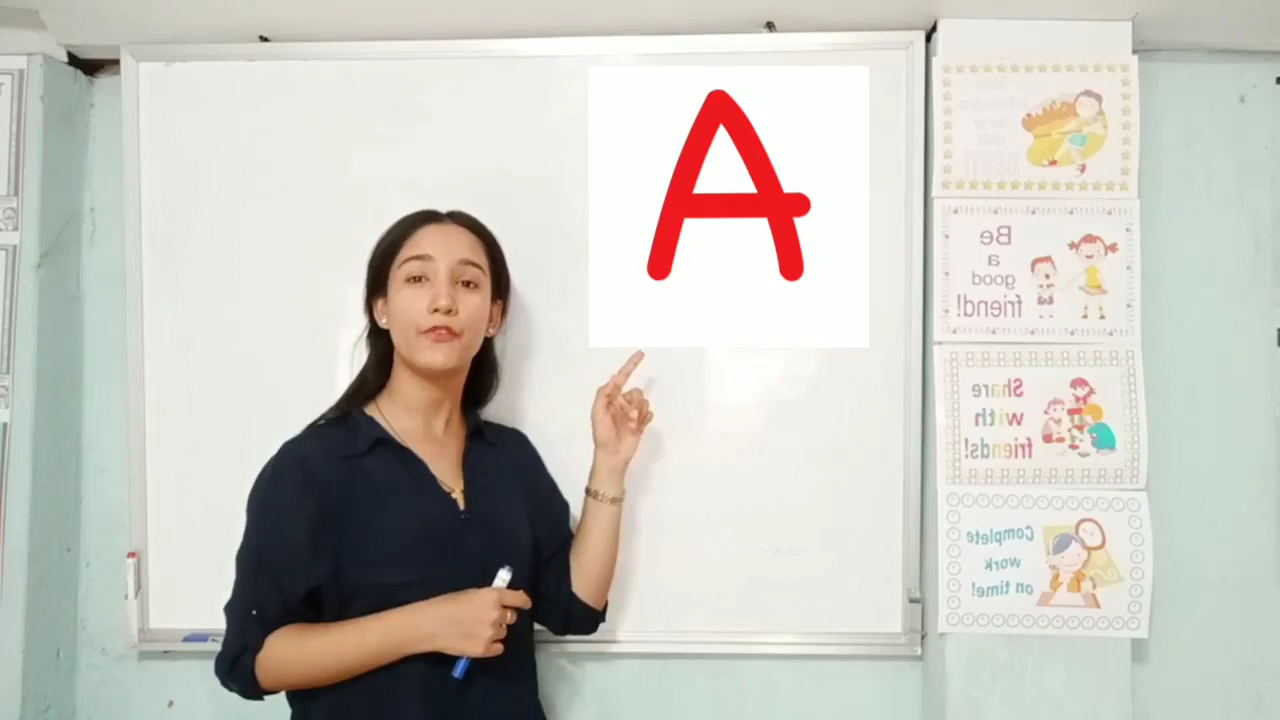 A
Be
a
good
friend!
Share
with
friends!
Complete
work
on time!